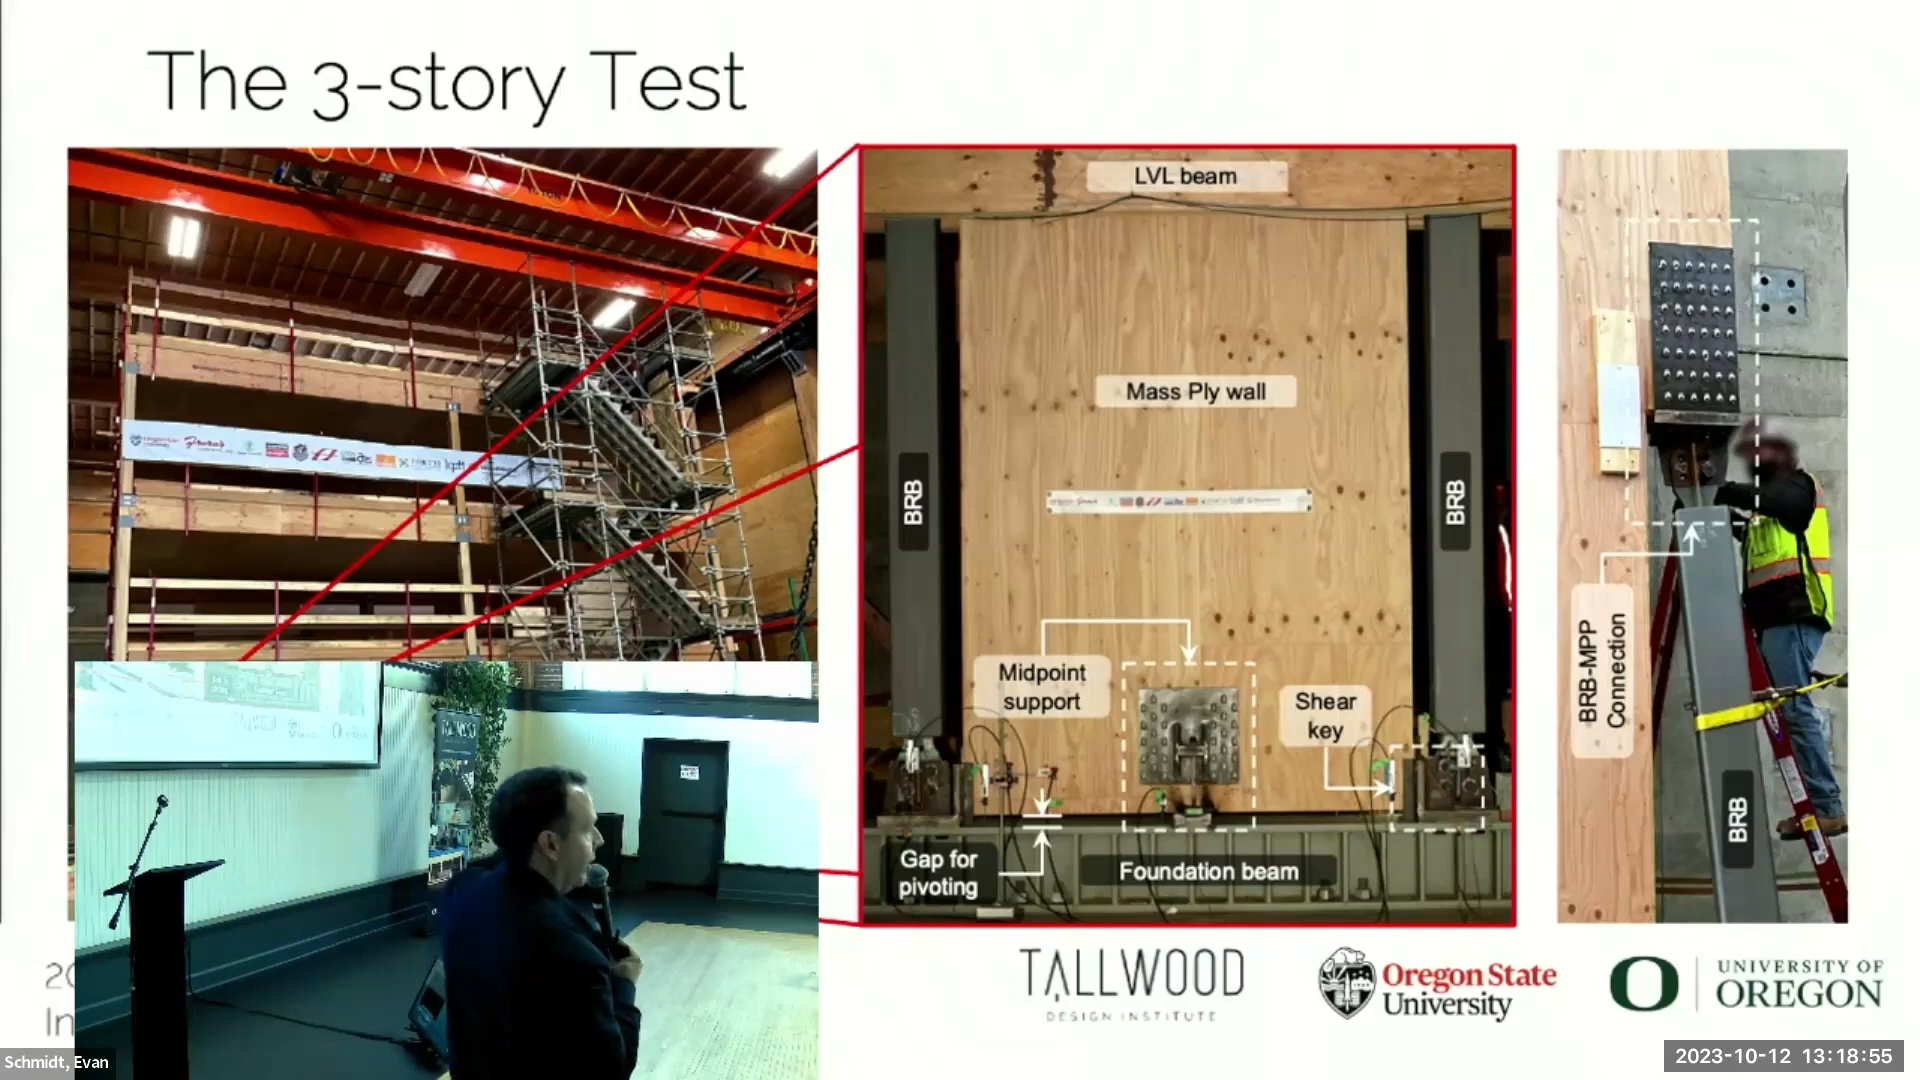 The 3-story Test
LVL beam
Mass Ply wall
BRB
BRB
Midpoint
support
Shear
key
Gap for
pivoting
Foundation beam
BRB-MPP
Connection
BRB
TALLWOOD
DESIGN INSTITUTE
Oregon State
University
O
UNIVERSITY OF
OREGON
20
In
Schmidt, Evan
2023-10-12 13:18:55